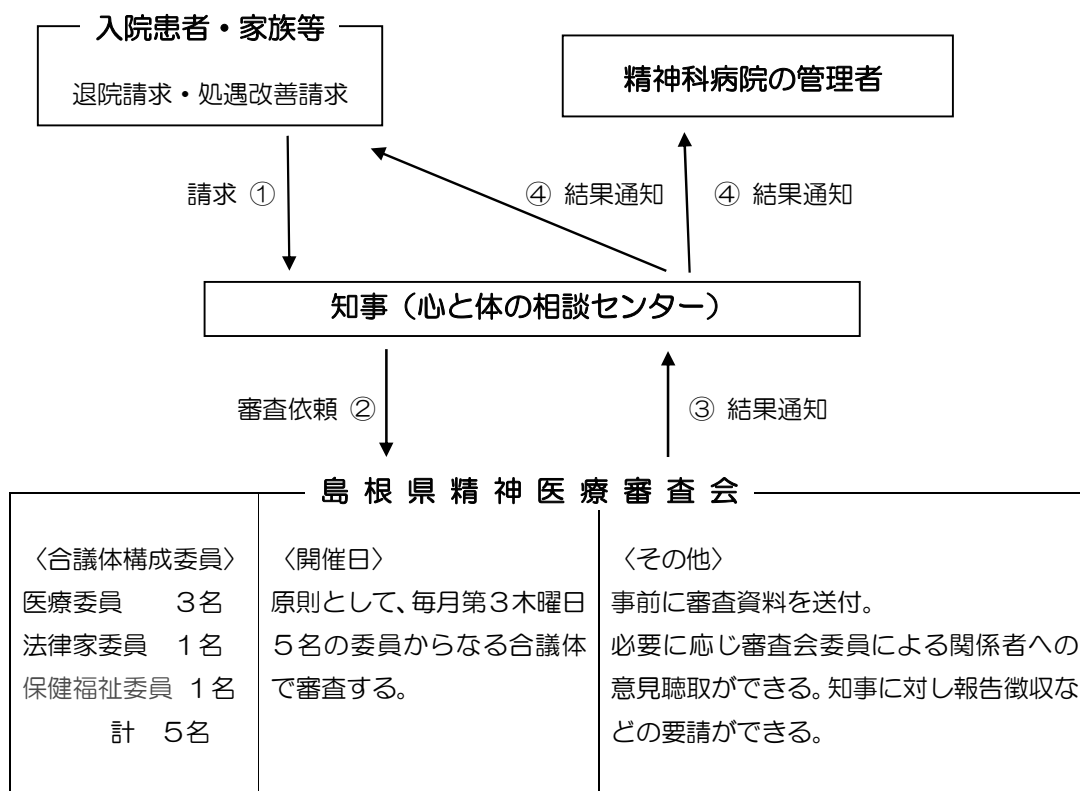 入院患者・家族等
退院請求・処遇改善請求
精神科病院の管理者
請求 ①
④ 結果通知
④ 結果通知
知事（心と体の相談センター）
審査依頼 ②
③ 結果通知
島根県精神医療審査会
〈合議体構成委員〉
医療委員　　３名
法律家委員　１名
保健福祉委員 １名
計　５名
〈開催日〉
原則として、毎月第３木曜日
５名の委員からなる合議体
で審査する。
〈その他〉
事前に審査資料を送付。
必要に応じ審査会委員による関係者への
意見聴取ができる。知事に対し報告徴収な
どの要請ができる。